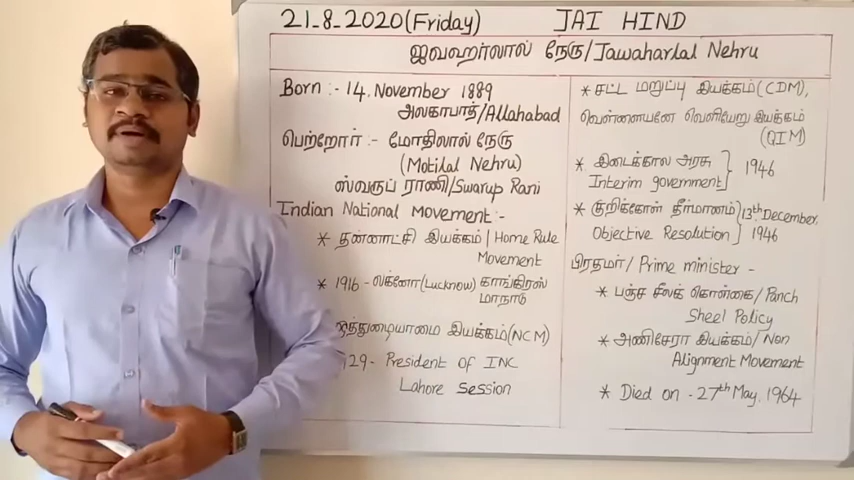 21-8-2020(Friday) JAI HIND
ஜவஹர்லால் நேரு/Jawaharlal Nehru
Born :- 14. November 1889
அலகாபாத்/Allahabad
பெற்றோர் :- மோதிலால் நேரு
(Motilal Nehru)
ஸ்வருப் ராணி/Swarup Rani
Indian National Movement :-
* தன்னாட்சி இயக்கம் | Home Rule
Movement
* 1916 - லக்னோ (Lucknow) காங்கிரஸ்
மாநாடு
ஒத்துழையாமை இயக்கம் (NCM)
29- President of INC
Lahore Session
* சட்ட மறுப்பு இயக்கம் (CDM),
வெள்ளையனே வெளியேறு இயக்கம்
(QIM)
* இடைக்கால அரசு
Interim government } 1946
* குறிக்கோள் தீர்மானம் } 13th December,
Objective Resolution 1946
பிரதமர்/ Prime minister -
* பஞ்ச சீலக் கொள்கை/ Panch
Sheel Policy
* அணிசேரா இயக்கம்/ Non
Alignment Movement
* Died on - 27th May, 1964